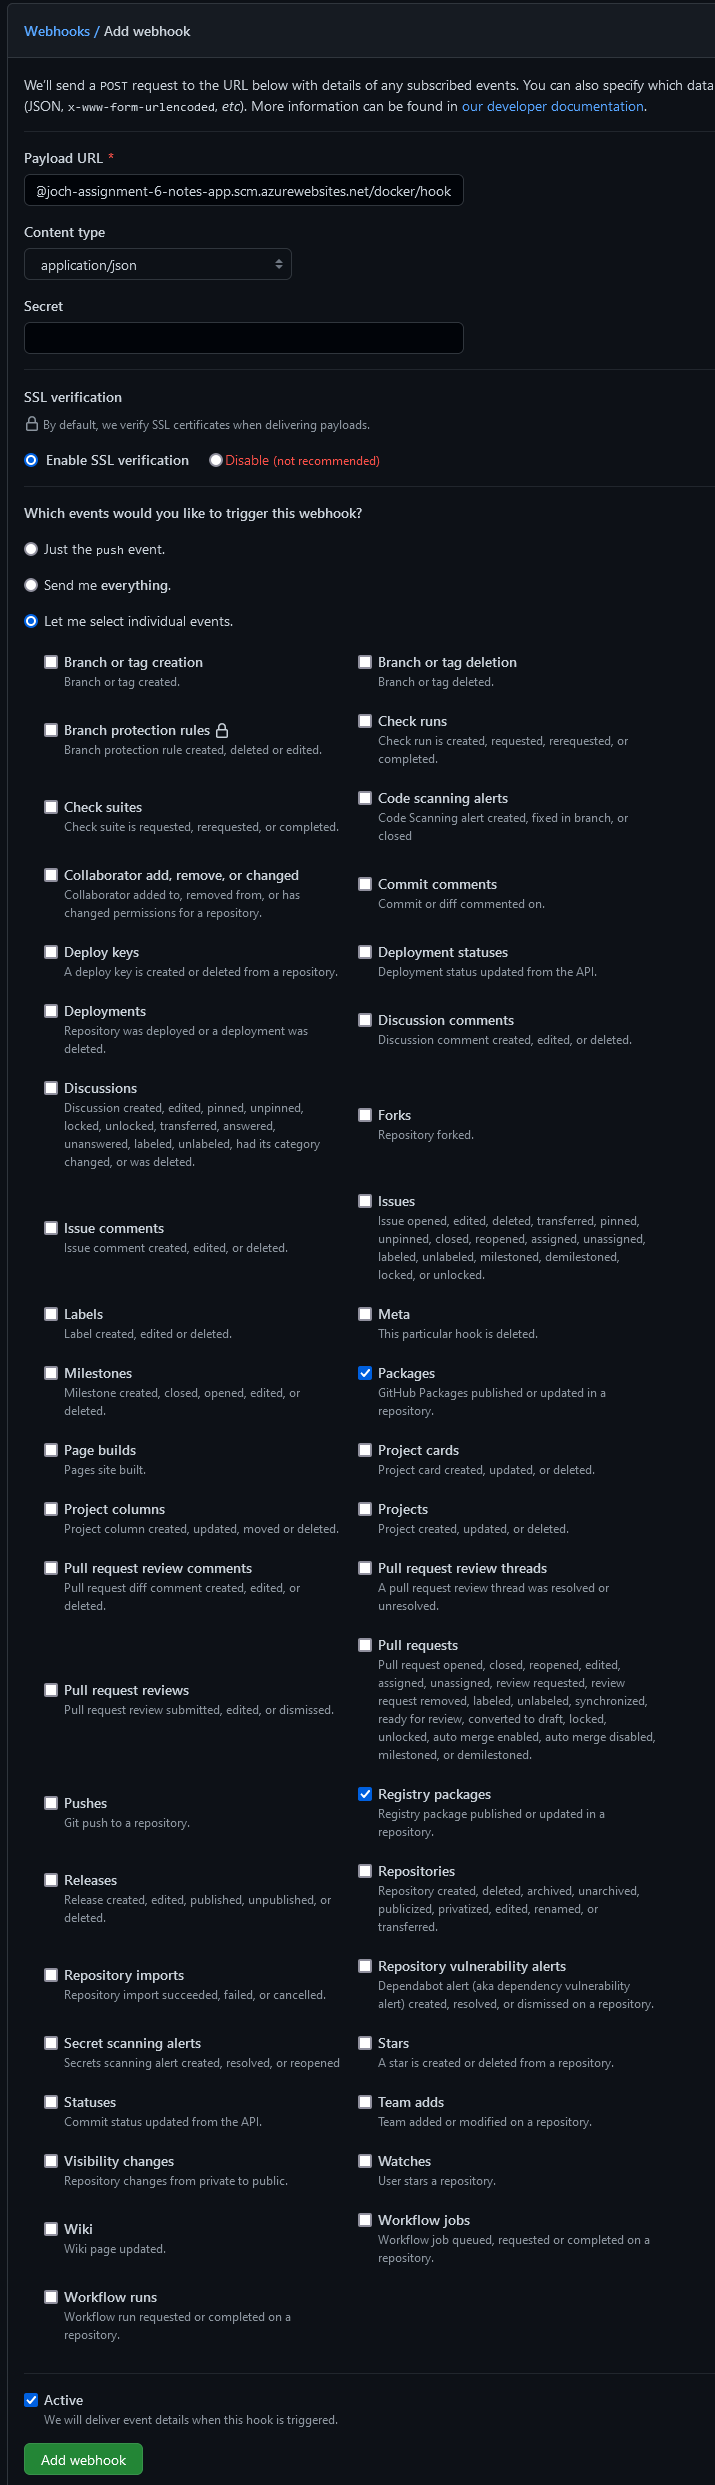 Webhooks / Add webhook
We'll send a POST request to the URL below with details of any subscribed events. You can also specify which data
(JSON, x-www-form-urlencoded, etc). More information can be found in our developer documentation.
Payload URL *
@joch-assignment-6-notes-app.scm.azurewebsites.net/docker/hook
Content type
application/json
Secret
SSL verification
By default, we verify SSL certificates when delivering payloads.
Enable SSL verification Disable (not recommended)
Which events would you like to trigger this webhook?
Just the push event.
Send me everything.
Let me select individual events.
Branch or tag creation
Branch or tag created.
Branch or tag deletion
Branch or tag deleted.
Branch protection rules
Branch protection rule created, deleted or edited.
Check runs
Check run is created, requested, rerequested, or
completed.
Check suites
Check suite is requested, rerequested, or completed.
Code scanning alerts
Code Scanning alert created, fixed in branch, or
closed
Collaborator add, remove, or changed
Collaborator added to, removed from, or has
changed permissions for a repository.
Commit comments
Commit or diff commented on.
Deploy keys
A deploy key is created or deleted from a repository.
Deployment statuses
Deployment status updated from the API.
Deployments
Repository was deployed or a deployment was
deleted.
Discussion comments
Discussion comment created, edited, or deleted.
Discussions
Discussion created, edited, pinned, unpinned,
locked, unlocked, transferred, answered,
unanswered, labeled, unlabeled, had its category
changed, or was deleted.
Forks
Repository forked.
Issue comments
Issue comment created, edited, or deleted.
Issues
Issue opened, edited, deleted, transferred, pinned,
unpinned, closed, reopened, assigned, unassigned,
labeled, unlabeled, milestoned, demilestoned,
locked, or unlocked.
Labels
Label created, edited or deleted.
Meta
This particular hook is deleted.
Milestones
Milestone created, closed, opened, edited, or
deleted.
Packages
GitHub Packages published or updated in a
repository.
Page builds
Pages site built.
Project cards
Project card created, updated, or deleted.
Project columns
Project column created, updated, moved or deleted.
Projects
Project created, updated, or deleted.
Pull request review comments
Pull request diff comment created, edited, or
deleted.
Pull request review threads
A pull request review thread was resolved or
unresolved.
Pull request reviews
Pull request review submitted, edited, or dismissed.
Pull requests
Pull request opened, closed, reopened, edited,
assigned, unassigned, review requested, review
request removed, labeled, unlabeled, synchronized,
ready for review, converted to draft, locked,
unlocked, auto merge enabled, auto merge disabled,
milestoned, or demilestoned.
Pushes
Git push to a repository.
Registry packages
Registry package published or updated in a
repository.
Releases
Release created, edited, published, unpublished, or
deleted.
Repositories
Repository created, deleted, archived, unarchived,
publicized, privatized, edited, renamed, or
transferred.
Repository imports
Repository import succeeded, failed, or cancelled.
Repository vulnerability alerts
Dependabot alert (aka dependency vulnerability
alert) created, resolved, or dismissed on a repository.
Secret scanning alerts
Secrets scanning alert created, resolved, or reopened
Stars
A star is created or deleted from a repository.
Statuses
Commit status updated from the API.
Team adds
Team added or modified on a repository.
Visibility changes
Repository changes from private to public.
Watches
User stars a repository.
Wiki
Wiki page updated.
Workflow jobs
Workflow job queued, requested or completed on a
repository.
Workflow runs
Workflow run requested or completed on a
repository.
Active
We will deliver event details when this hook is triggered.
Add webhook